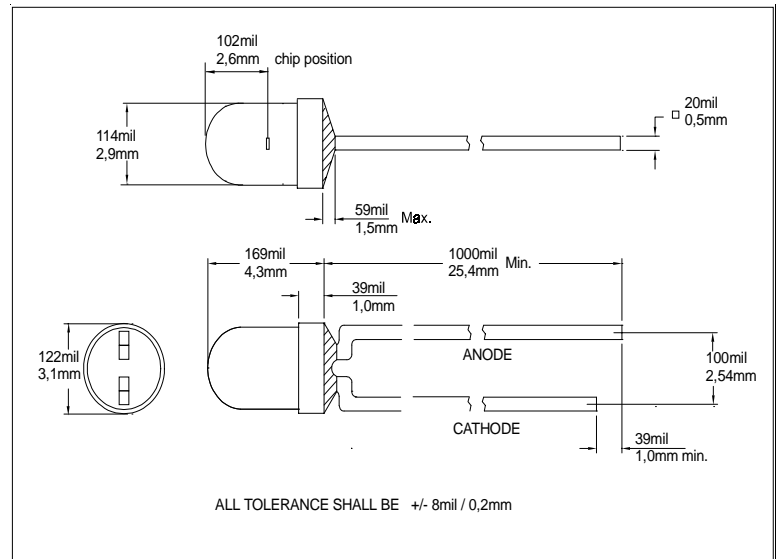 102mil
2,6mm
chip position
20mil
0,5mm
114mil
2,9mm
59mil
1,5mm
Max.
169mil
4,3mm
1000mil
25,4mm
Min.
39mil
1,0mm
122mil
3,1mm
ANODE
100mil
2,54mm
CATHODE
39mil
1,0mm min.
ALL TOLERANCE SHALL BE +/- 8mil / 0,2mm